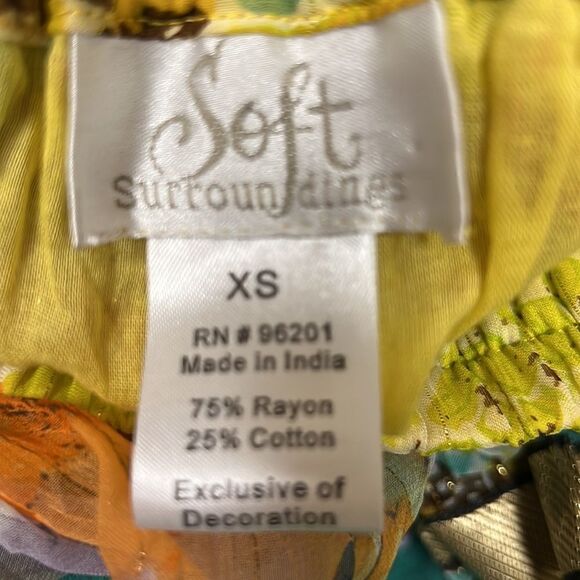 Soft
Surroundings
XS
RN # 96201
Made in India
75% Rayon
25% Cotton
Exclusive of
Decoration